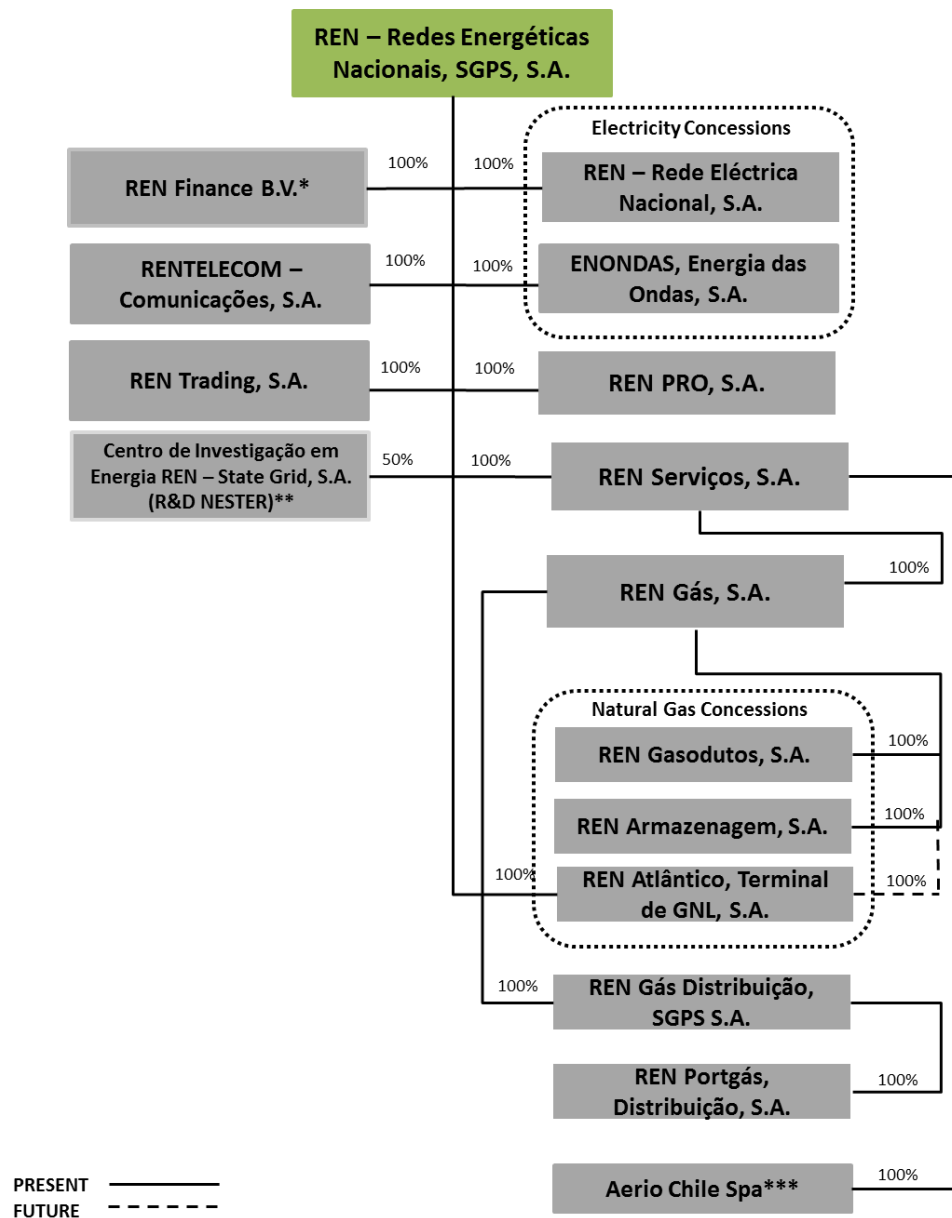 REN – Redes Energéticas
Nacionais, SGPS, S.A.
Electricity Concessions
100%
100%
REN Finance B.V.*
REN – Rede Eléctrica
Nacional, S.A.
RENTELECOM –
Comunicações, S.A.
100%
100%
ENONDAS, Energia das
Ondas, S.A.
REN Trading, S.A.
100%
100%
REN PRO, S.A.
Centro de Investigação em
Energia REN – State Grid, S.A.
(R&D NESTER)**
50%
100%
REN Serviços, S.A.
100%
REN Gás, S.A.
Natural Gas Concessions
REN Gasodutos, S.A.
100%
REN Armazenagem, S.A.
100%
100%
REN Atlântico, Terminal
de GNL, S.A.
100%
100%
REN Gás Distribuição,
SGPS S.A.
REN Portgás,
Distribuição, S.A.
100%
Aerio Chile Spa***
100%
PRESENT
FUTURE